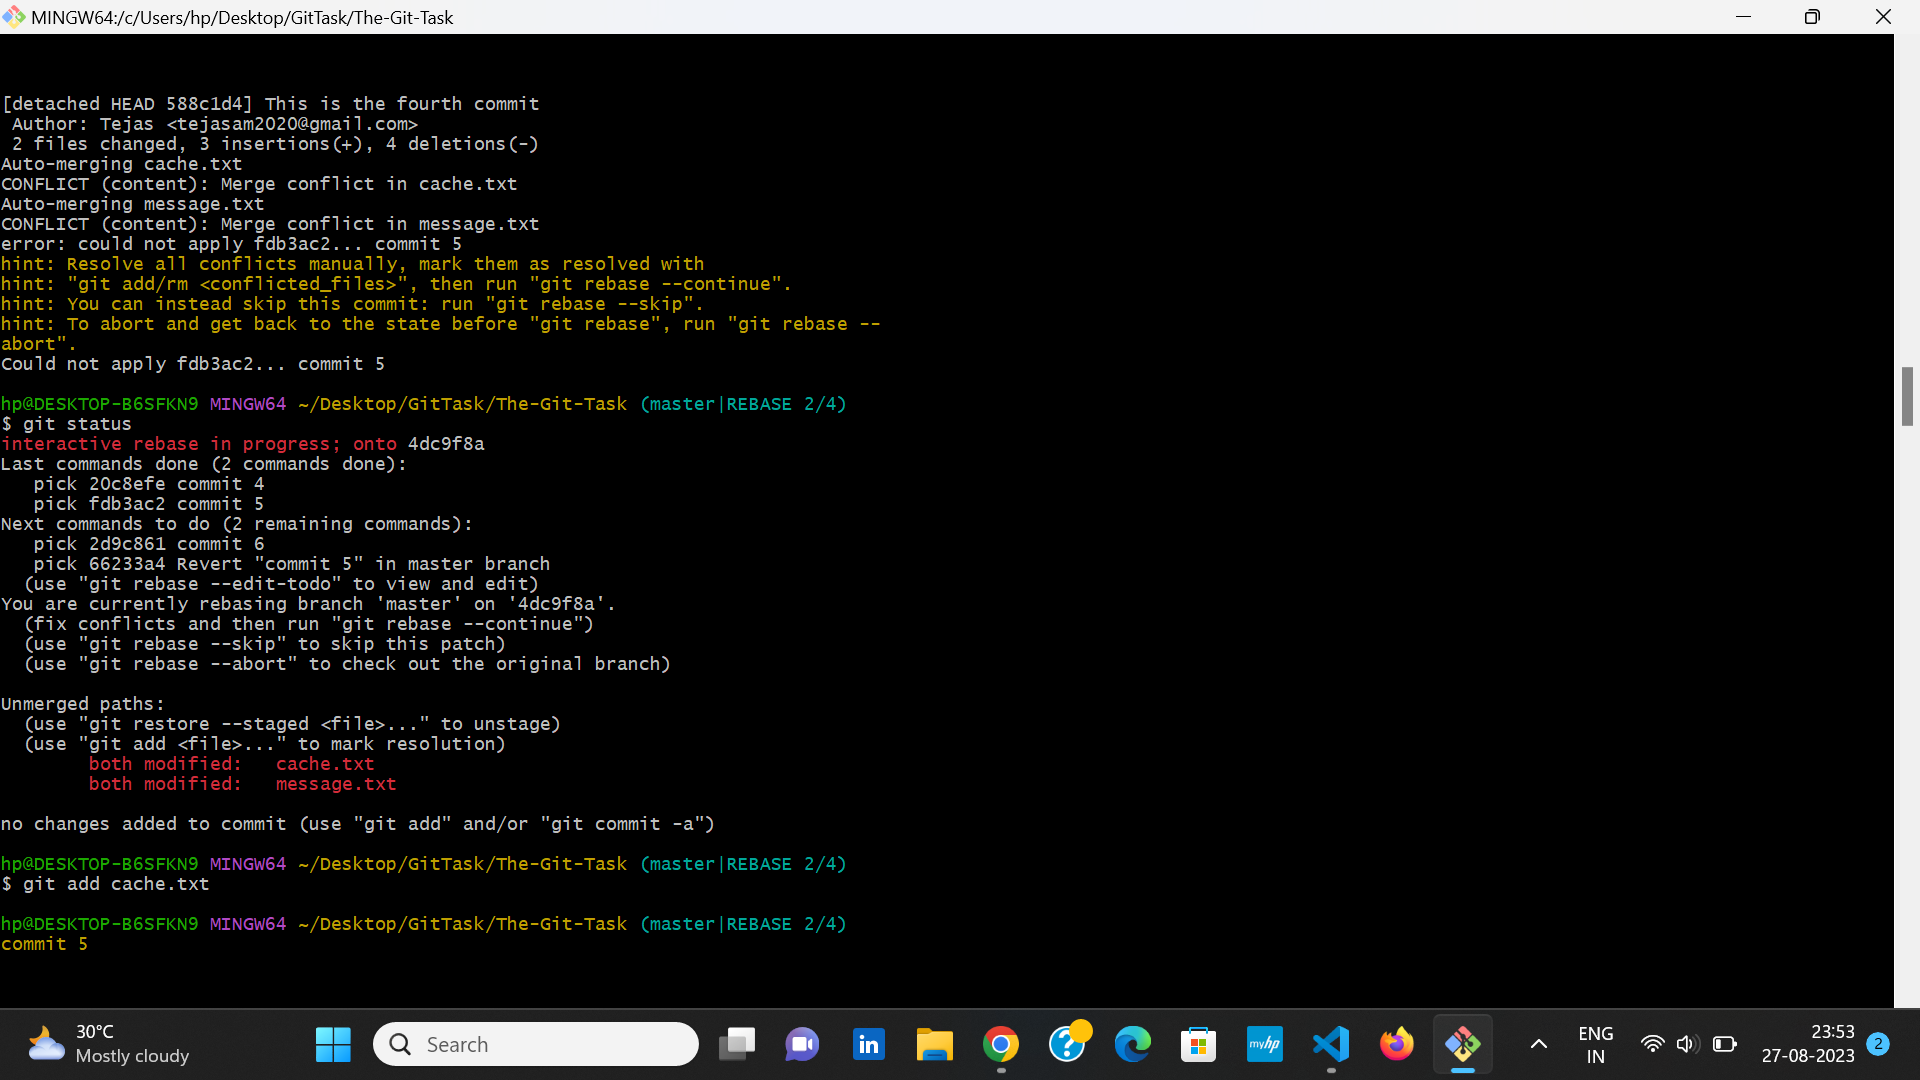 MINGW64:/c/Users/hp/Desktop/GitTask/The-Git-Task
[detached HEAD 588c1d4] This is the fourth commit
 Author: Tejas <tejasam2020@gmail.com>
 2 files changed, 3 insertions(+), 4 deletions(-)
Auto-merging cache.txt
CONFLICT (content): Merge conflict in cache.txt
Auto-merging message.txt
CONFLICT (content): Merge conflict in message.txt
error: could not apply fdb3ac2... commit 5
hint: Resolve all conflicts manually, mark them as resolved with
hint: "git add/rm <conflicted_files>", then run "git rebase --continue".
hint: You can instead skip this commit: run "git rebase --skip".
hint: To abort and get back to the state before "git rebase", run "git rebase --
abort".
Could not apply fdb3ac2... commit 5
hp@DESKTOP-B6SFKN9 MINGW64 ~/Desktop/GitTask/The-Git-Task (master|REBASE 2/4)
$ git status
interactive rebase in progress; onto 4dc9f8a
Last commands done (2 commands done):
   pick 20c8efe commit 4
   pick fdb3ac2 commit 5
Next commands to do (2 remaining commands):
   pick 2d9c861 commit 6
   pick 66233a4 Revert "commit 5" in master branch
  (use "git rebase --edit-todo" to view and edit)
You are currently rebasing branch 'master' on '4dc9f8a'.
  (fix conflicts and then run "git rebase --continue")
  (use "git rebase --skip" to skip this patch)
  (use "git rebase --abort" to check out the original branch)
Unmerged paths:
  (use "git restore --staged <file>..." to unstage)
  (use "git add <file>..." to mark resolution)
        both modified:   cache.txt
        both modified:   message.txt
no changes added to commit (use "git add" and/or "git commit -a")
hp@DESKTOP-B6SFKN9 MINGW64 ~/Desktop/GitTask/The-Git-Task (master|REBASE 2/4)
$ git add cache.txt
hp@DESKTOP-B6SFKN9 MINGW64 ~/Desktop/GitTask/The-Git-Task (master|REBASE 2/4)
commit 5
30°C
Mostly cloudy
Search
in
myhp
ENG
IN
23:53
27-08-2023
2